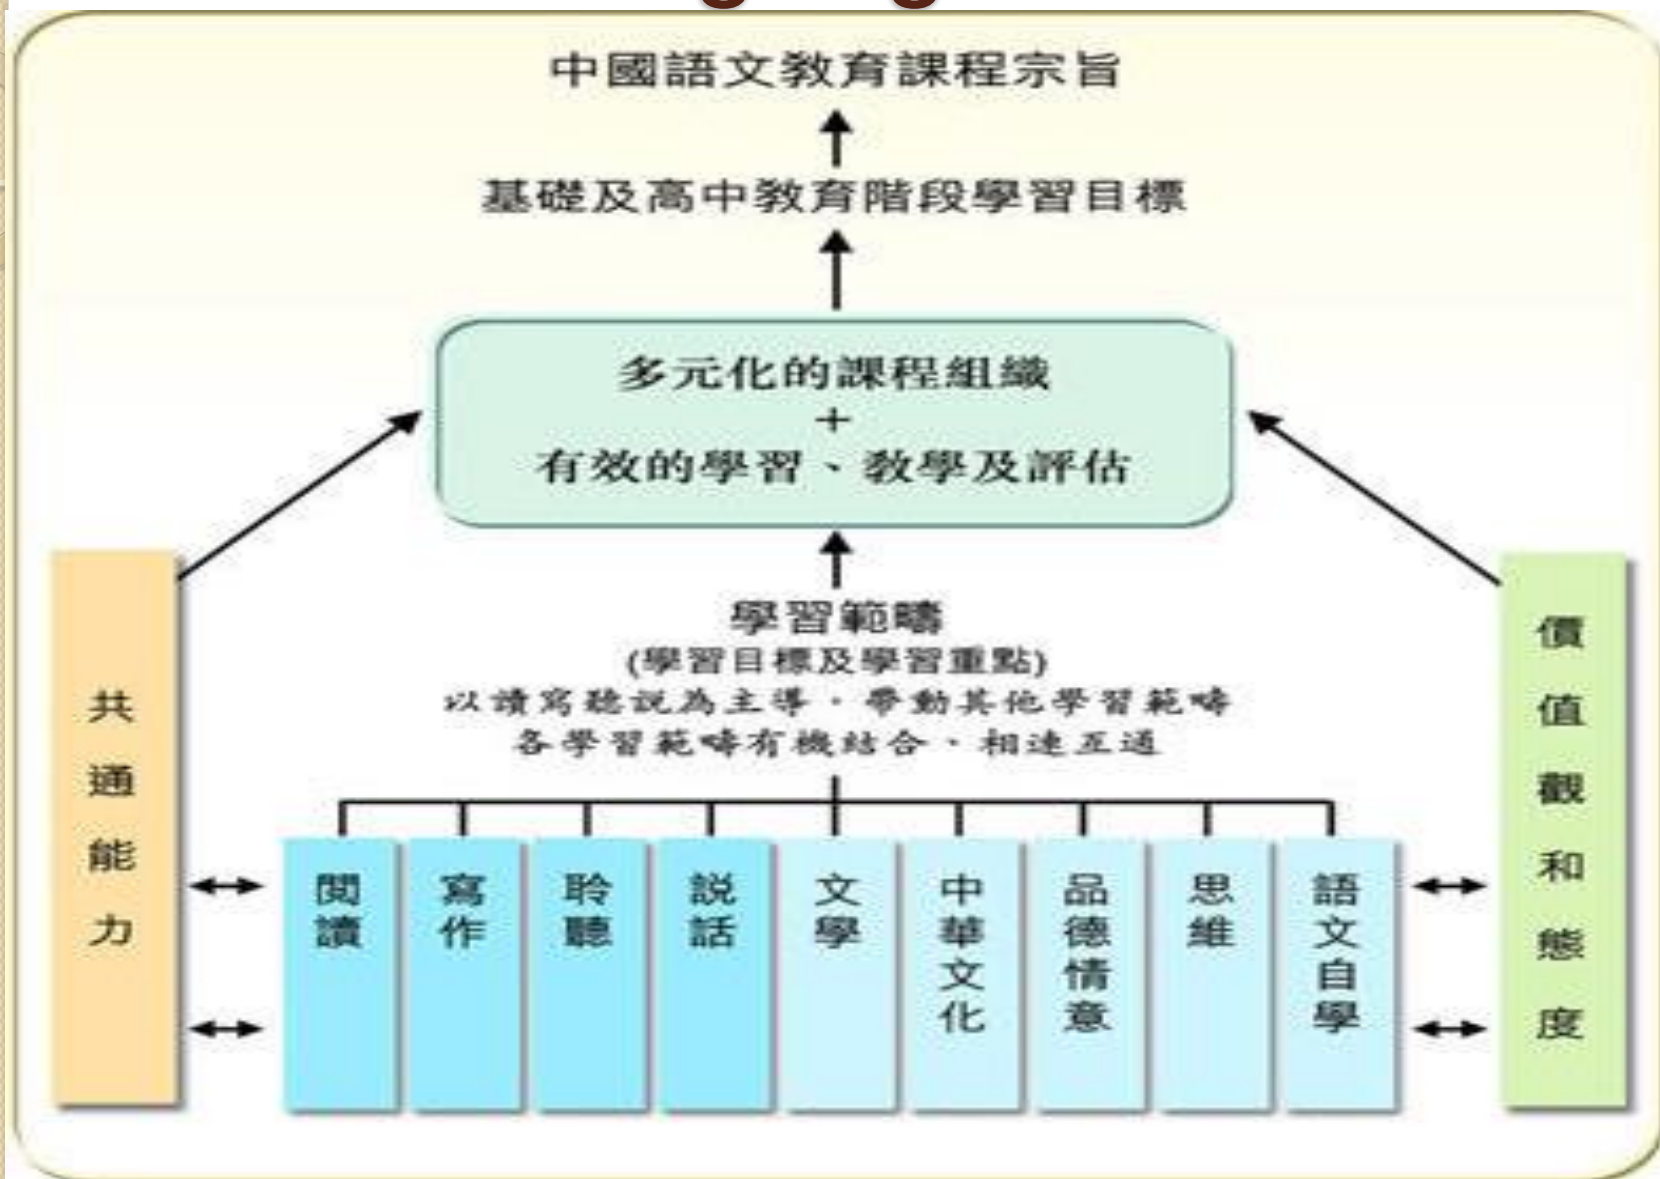 中國語文教育課程宗旨
基礎及高中教育階段學習目標
多元化的課程組織
+
有效的學習、教學及評估
學習範疇
(學習目標及學習重點)
以讀寫聽説為主導，帶動其他學習範疇
各學習範疇有機結合、相連互通
共通能力
閱讀
寫作
聆聽
説話
文學
中華文化
品德情意
思維
語文自學
價值觀和態度